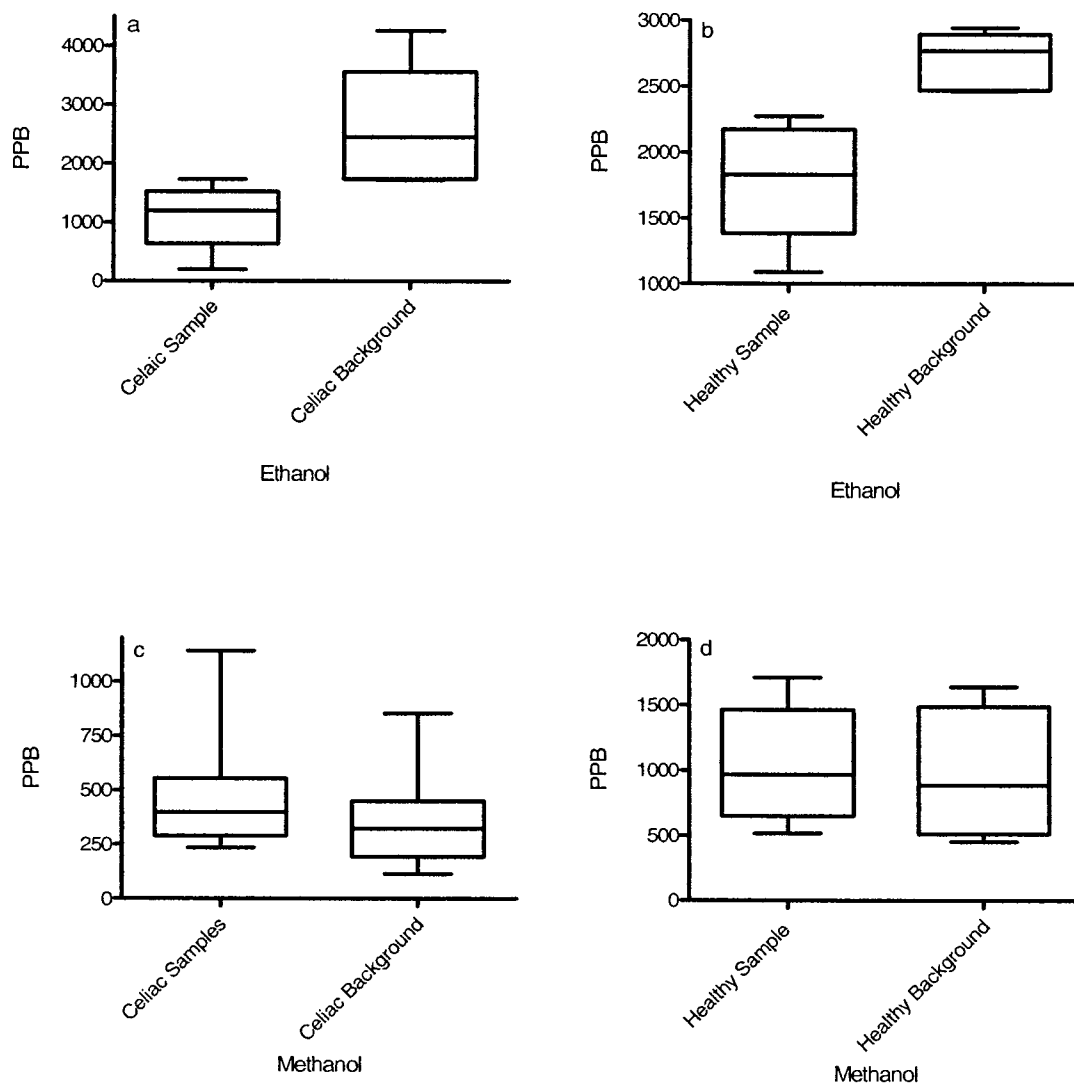 a
PPB
4000
3000
2000
1000
0
Celaic Sample
Celiac Background
Ethanol
b
PPB
3000
2500
2000
1500
1000
Healthy Sample
Healthy Background
Ethanol
c
PPB
1000
750
500
250
0
Celiac Samples
Celiac Background
Methanol
d
PPB
2000
1500
1000
500
0
Healthy Sample
Healthy Background
Methanol